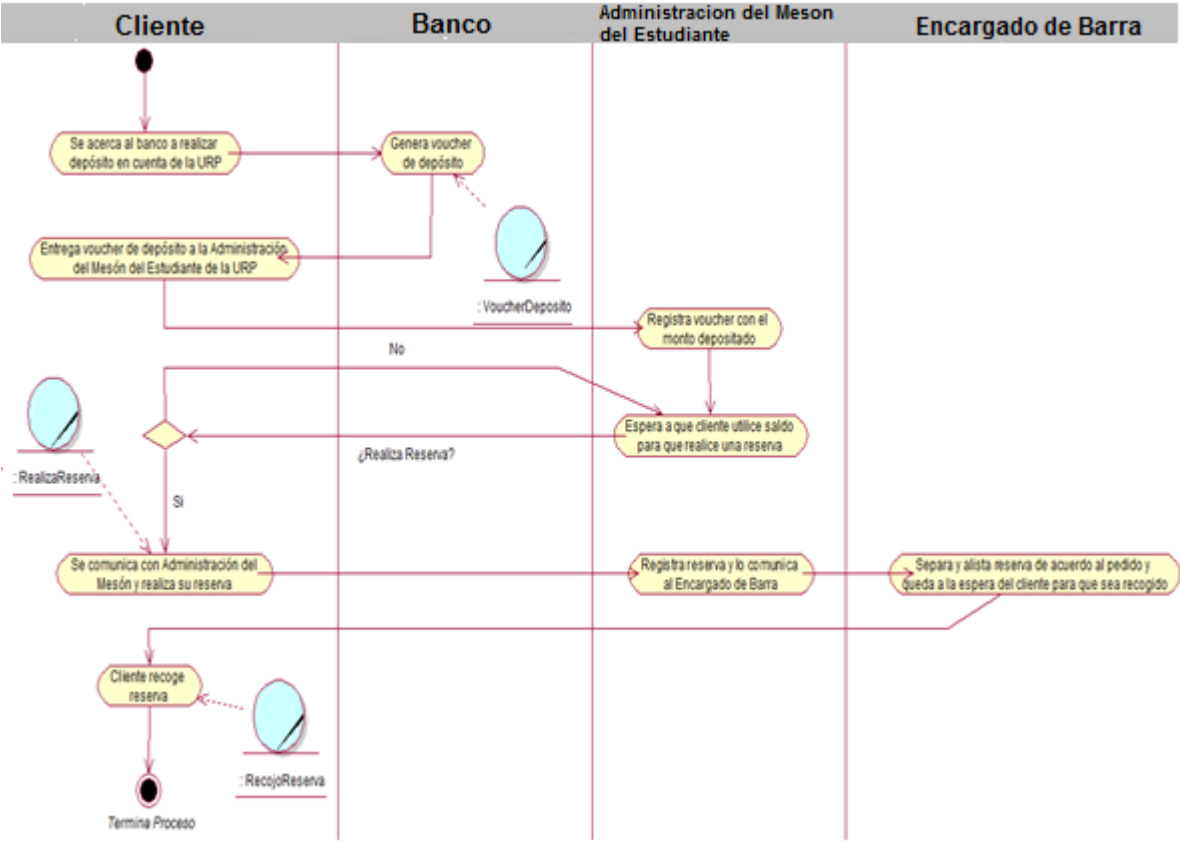 Cliente
Banco
Administracion del Meson
del Estudiante
Encargado de Barra
Se acerca al banco a realizar
depósito en cuenta de la URP
Genera voucher
de depósito
Entrega voucher de depósito a la Administración
del Mesón del Estudiante de la URP
: VoucherDeposito
Registra voucher con el
monto depositado
No
Espera a que cliente utilice saldo
para que realice una reserva
¿Realiza Reserva?
: RealizaReserva
Si
Se comunica con Administración del
Mesón y realiza su reserva
Registra reserva y lo comunica
al Encargado de Barra
Separa y alista reserva de acuerdo al pedido y
queda a la espera del cliente para que sea recogido
Cliente recoge
reserva
: RecojoReserva
Termina Proceso